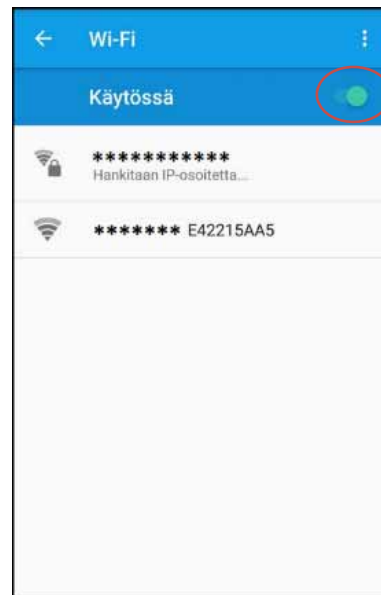 Wi-Fi
Käytössä
***********
Hankitaan IP-osoitetta...
******* E42215AA5